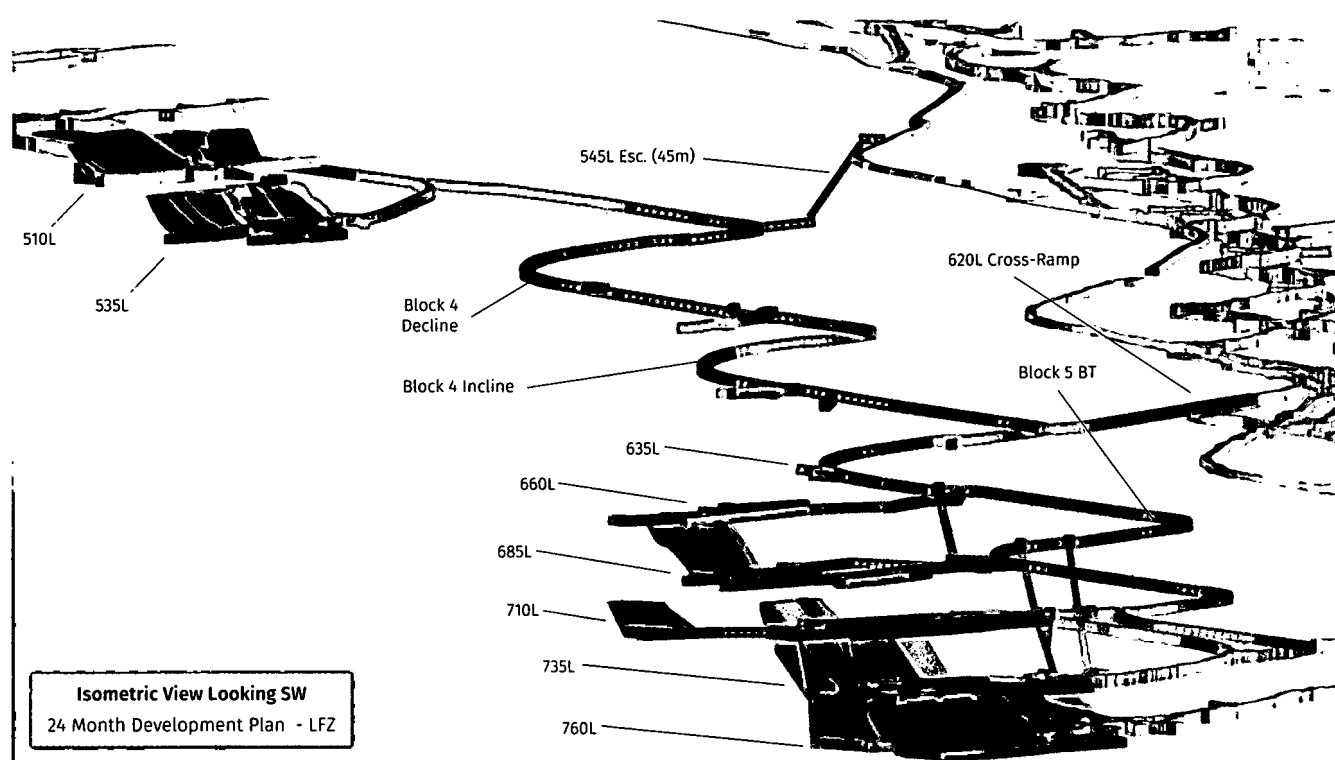 545L Esc. (45m)
510L
620L Cross-Ramp
535L
Block 4
Decline
Block 5 BT
Block 4 Incline
635L
660L
685L
710L
735L
760L
Isometric View Looking SW
24 Month Development Plan - LFZ